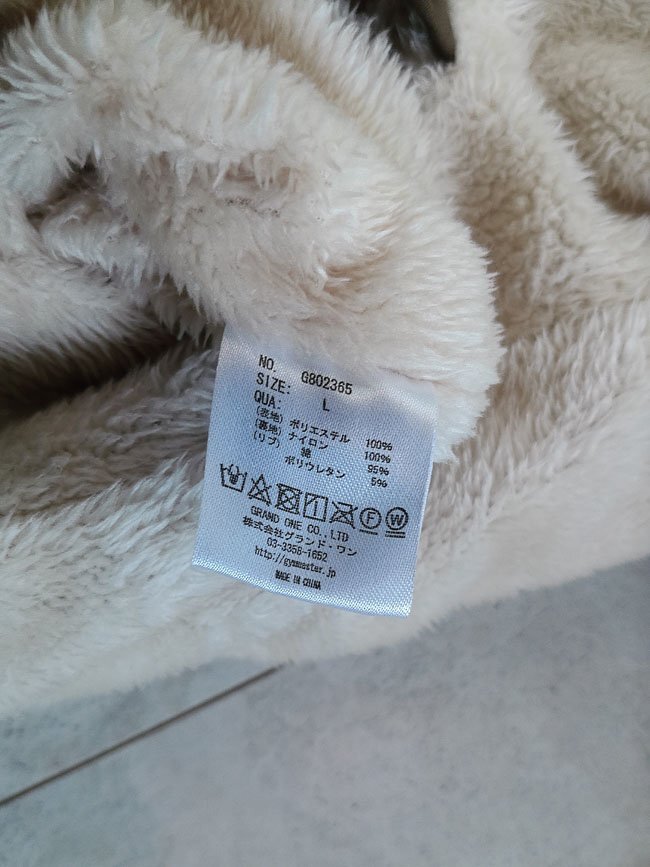 NO. G802365
SIZE: L
QUA:
(表地) ポリエステル 100%
(裏地) ナイロン 100%
(リブ) 綿 95%
ポリウレタン 5%
GRAND ONE CO., LTD
株式会社グランド・ワン
03-3358-1652
http://gymmaster.jp
MADE IN CHINA